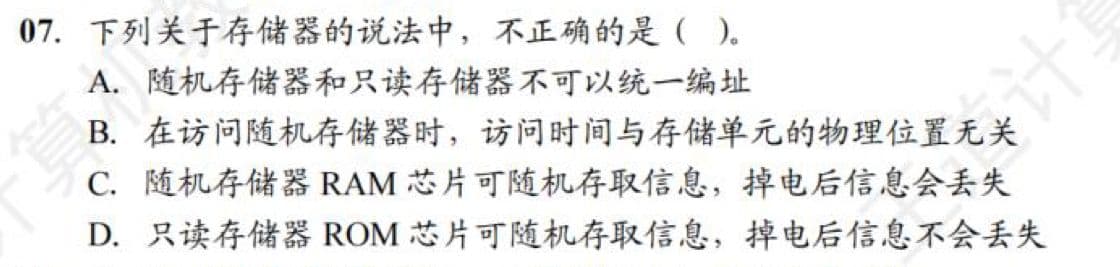 07. 下列关于存储器的说法中，不正确的是（ ）。
A. 随机存储器和只读存储器不可以统一编址
B. 在访问随机存储器时，访问时间与存储单元的物理位置无关
C. 随机存储器 RAM 芯片可随机存取信息，掉电后信息会丢失
D. 只读存储器 ROM 芯片可随机存取信息，掉电后信息不会丢失